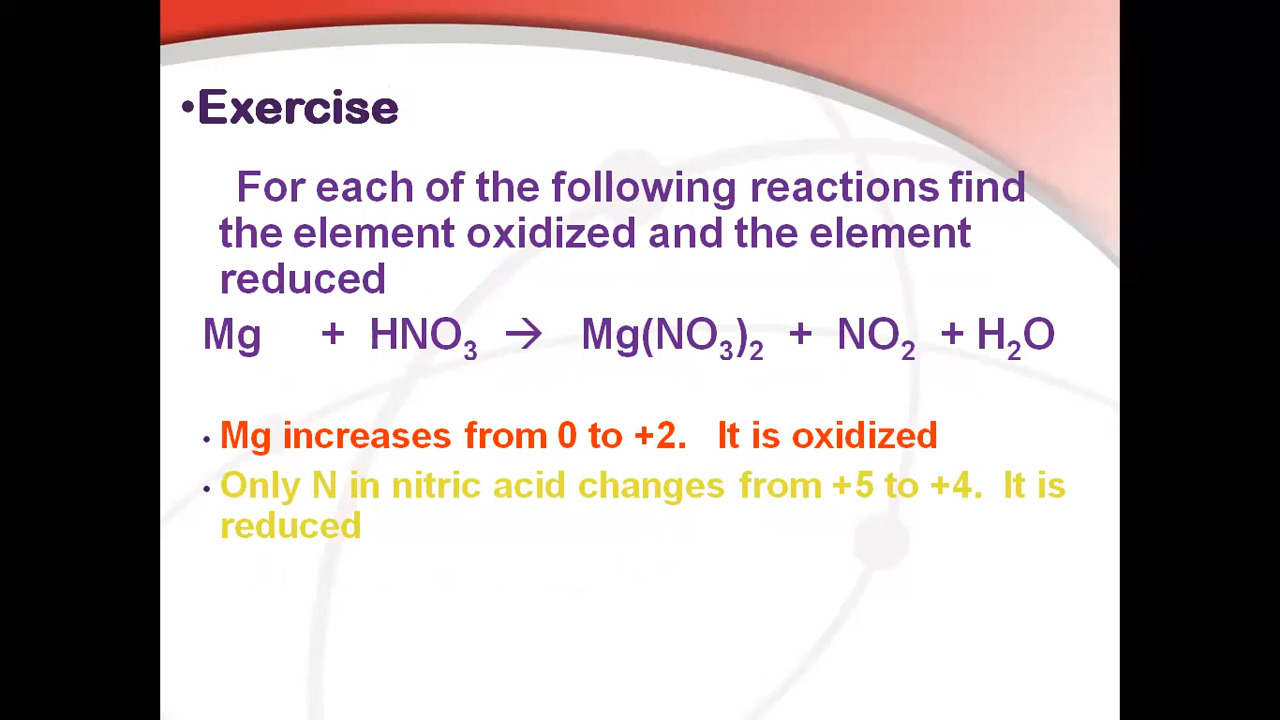 •Exercise
For each of the following reactions find
the element oxidized and the element
reduced
Mg + HNO₃ → Mg(NO₃)₂ + NO₂ + H₂O
• Mg increases from 0 to +2. It is oxidized
• Only N in nitric acid changes from +5 to +4. It is
reduced